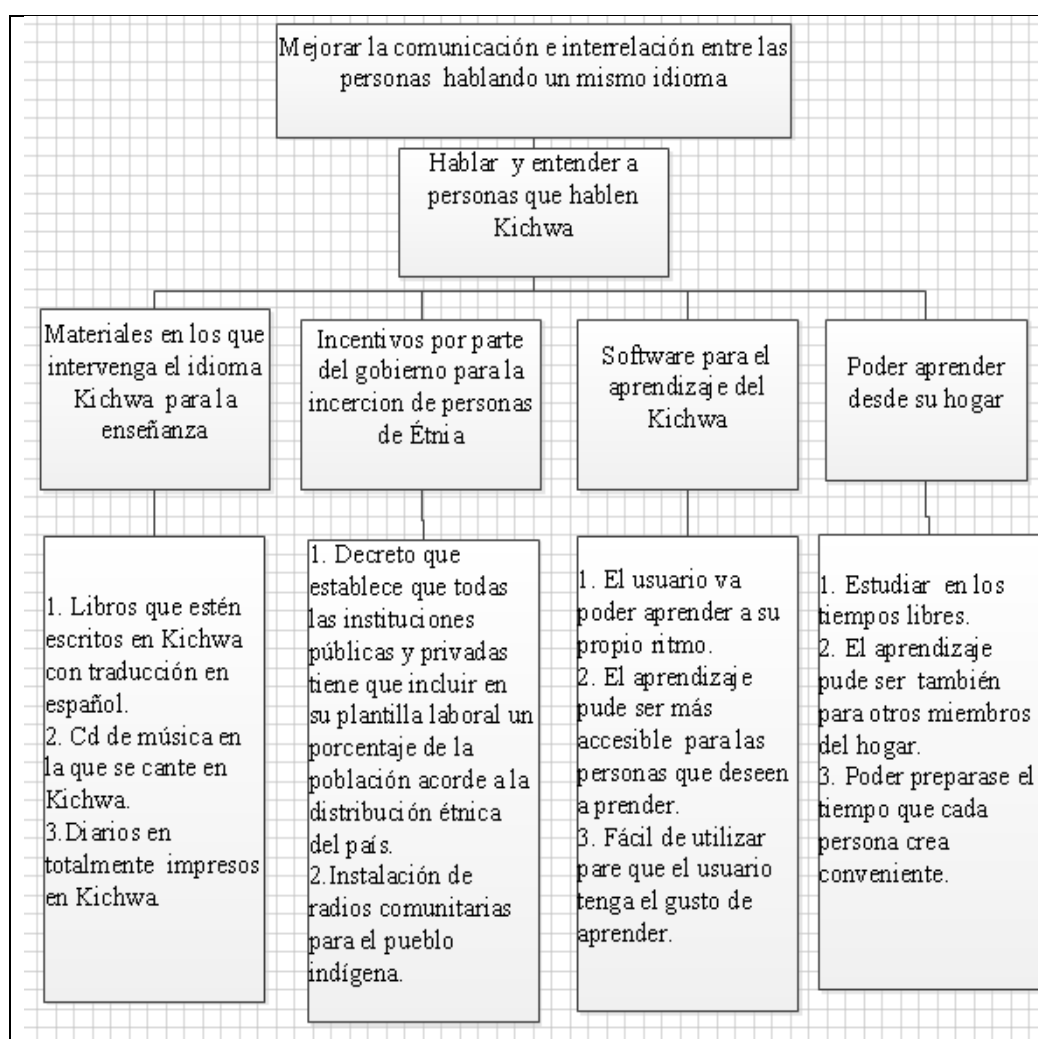 Mejorar la comunicación e interrelación entre las
personas hablando un mismo idioma
Hablar y entender a
personas que hablen
Kichwa
Materiales en los que
intervenga el idioma
Kichwa para la
enseñanza
Incentivos por parte
del gobierno para la
incercion de personas
de Étnia
Software para el
aprendizaje del
Kichwa
Poder aprender
desde su hogar
1. Libros que estén
escritos en Kichwa
con traducción en
español.
2. Cd de música en
la que se cante en
Kichwa.
3.Diarios en
totalmente impresos
en Kichwa
1. Decreto que
establece que todas
las instituciones
públicas y privadas
tiene que incluir en
su plantilla laboral un
porcentaje de la
población acorde a la
distribución étnica
del país.
2.Instalación de
radios comunitarias
para el pueblo
indígena.
1. El usuario va
poder aprender a su
propio ritmo.
2. El aprendizaje
pude ser más
accesible para las
personas que deseen
a prender.
3. Fácil de utilizar
pare que el usuario
tenga el gusto de
aprender.
1. Estudiar en los
tiempos libres.
2. El aprendizaje
pude ser también
para otros miembros
del hogar.
3. Poder preparase el
tiempo que cada
persona crea
conveniente.